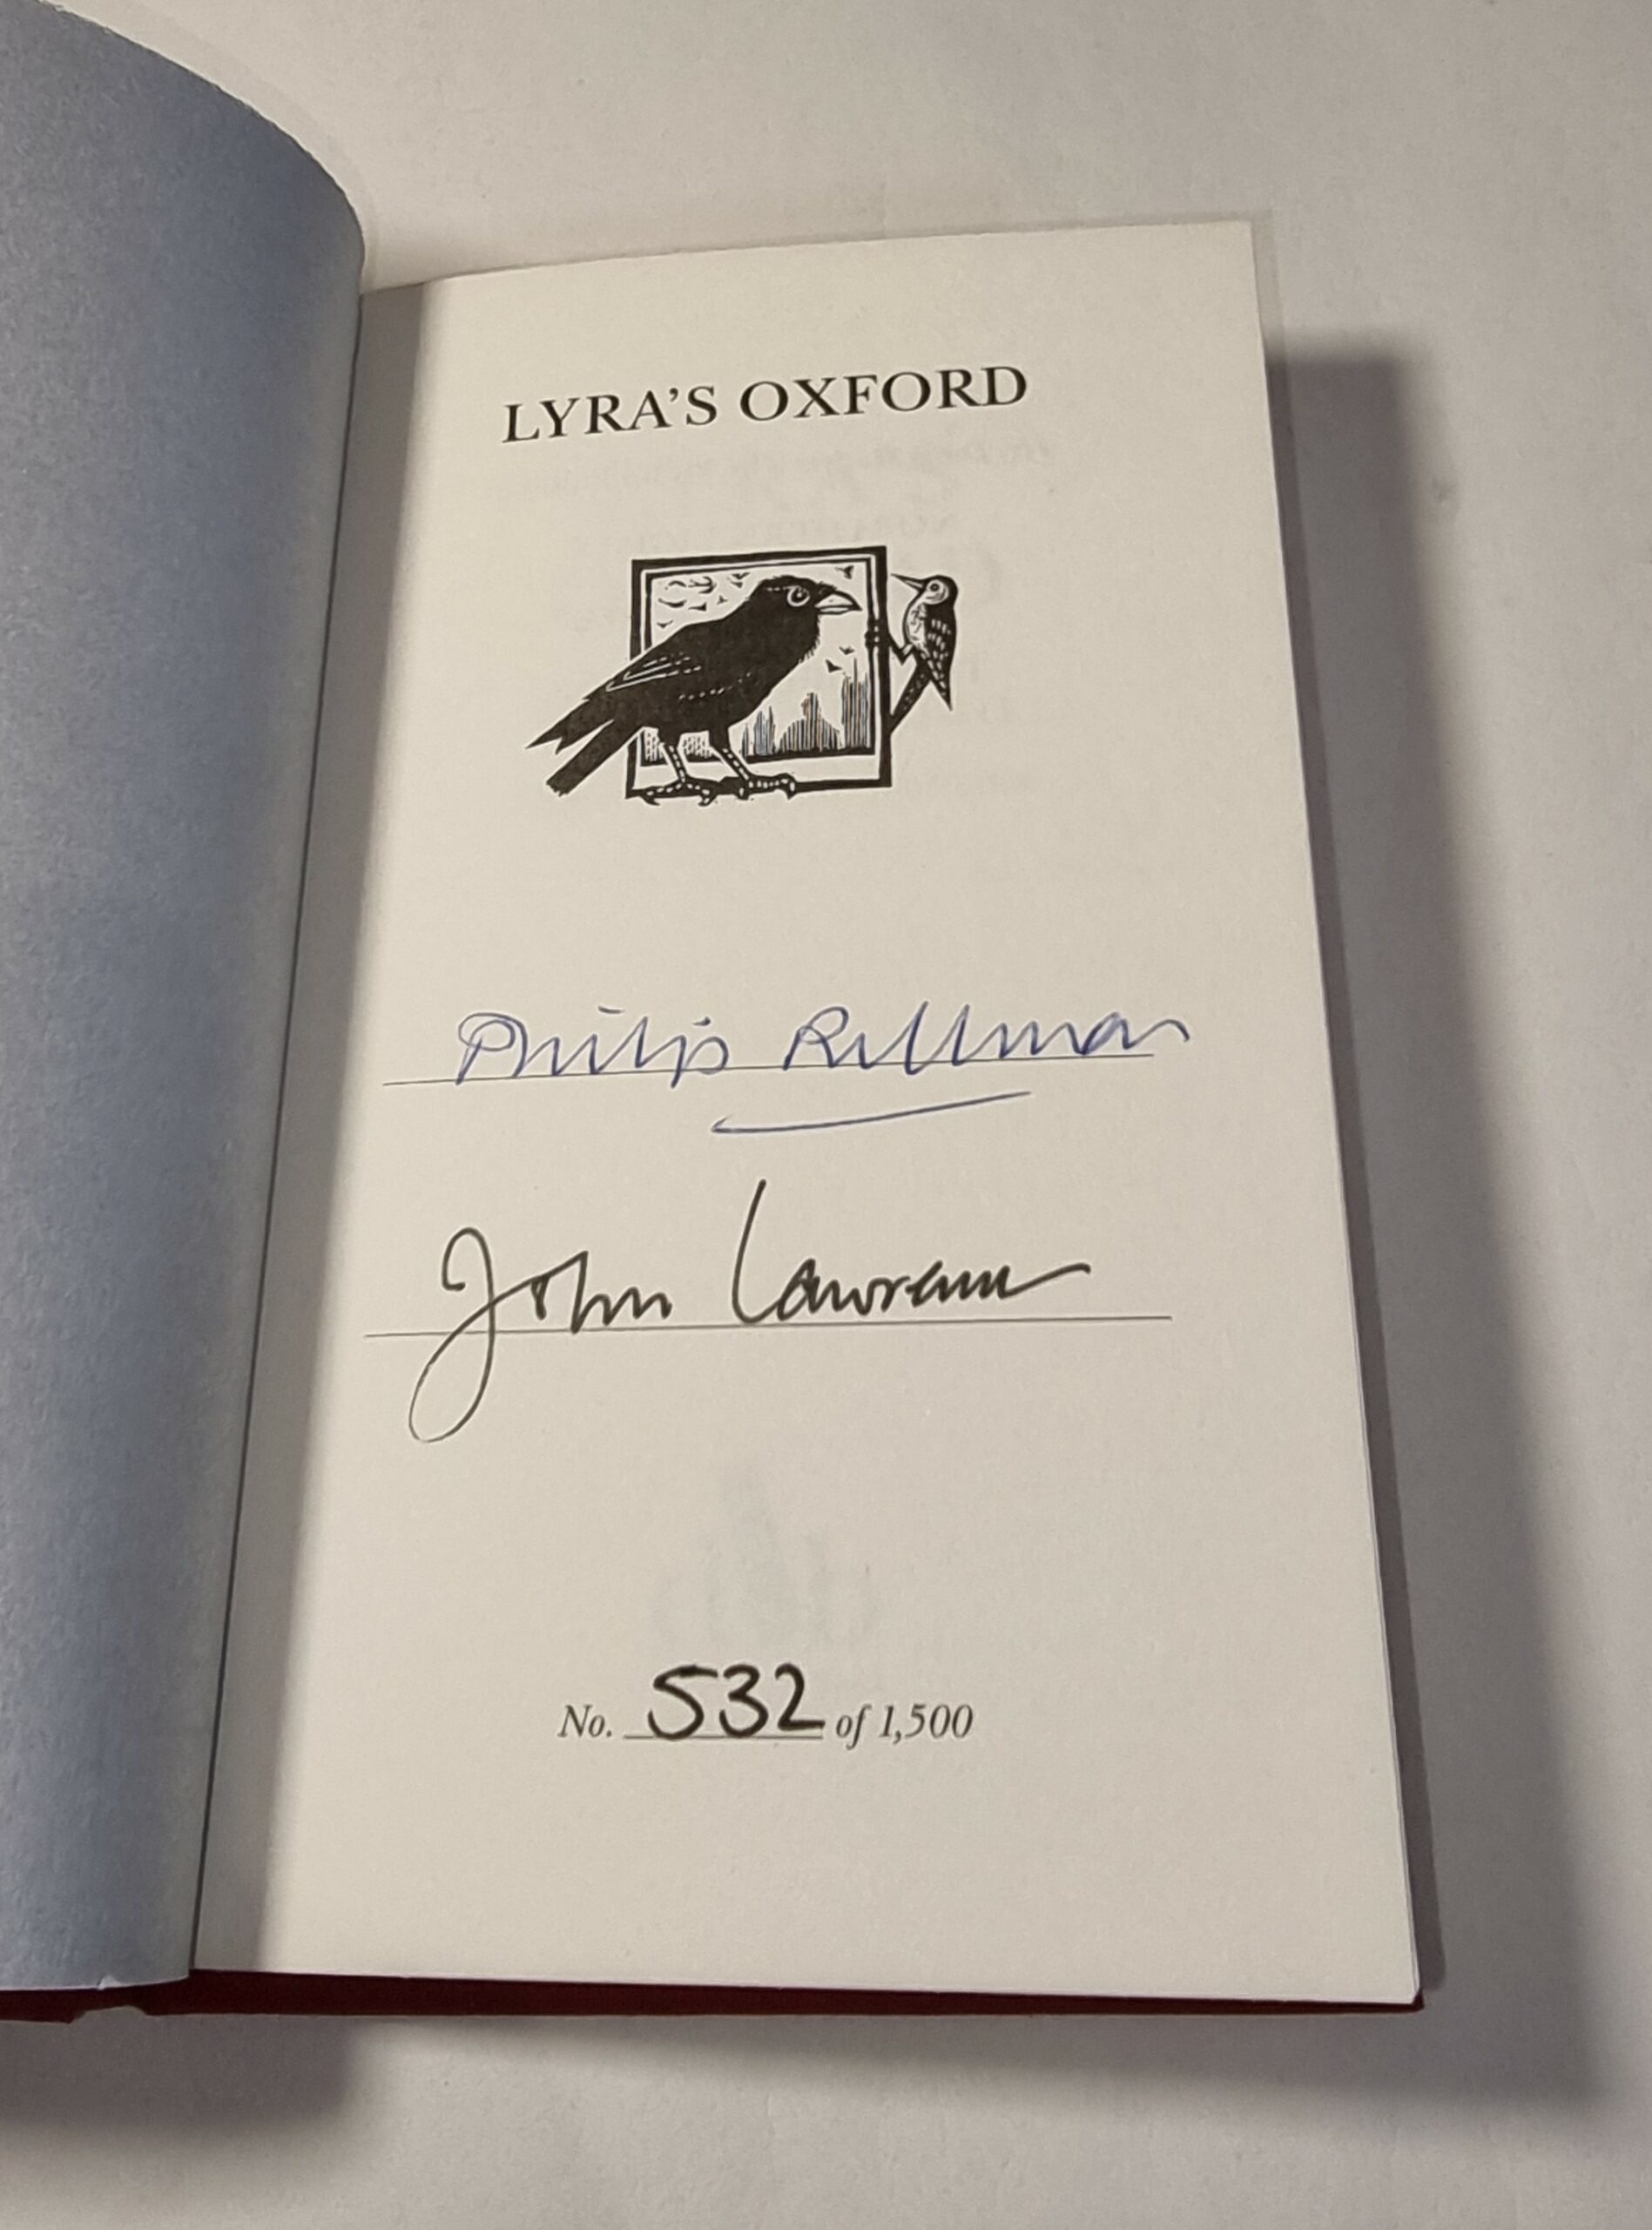 LYRA'S OXFORD
Philip Pullman
John Lawrence
No. 532 of 1,500